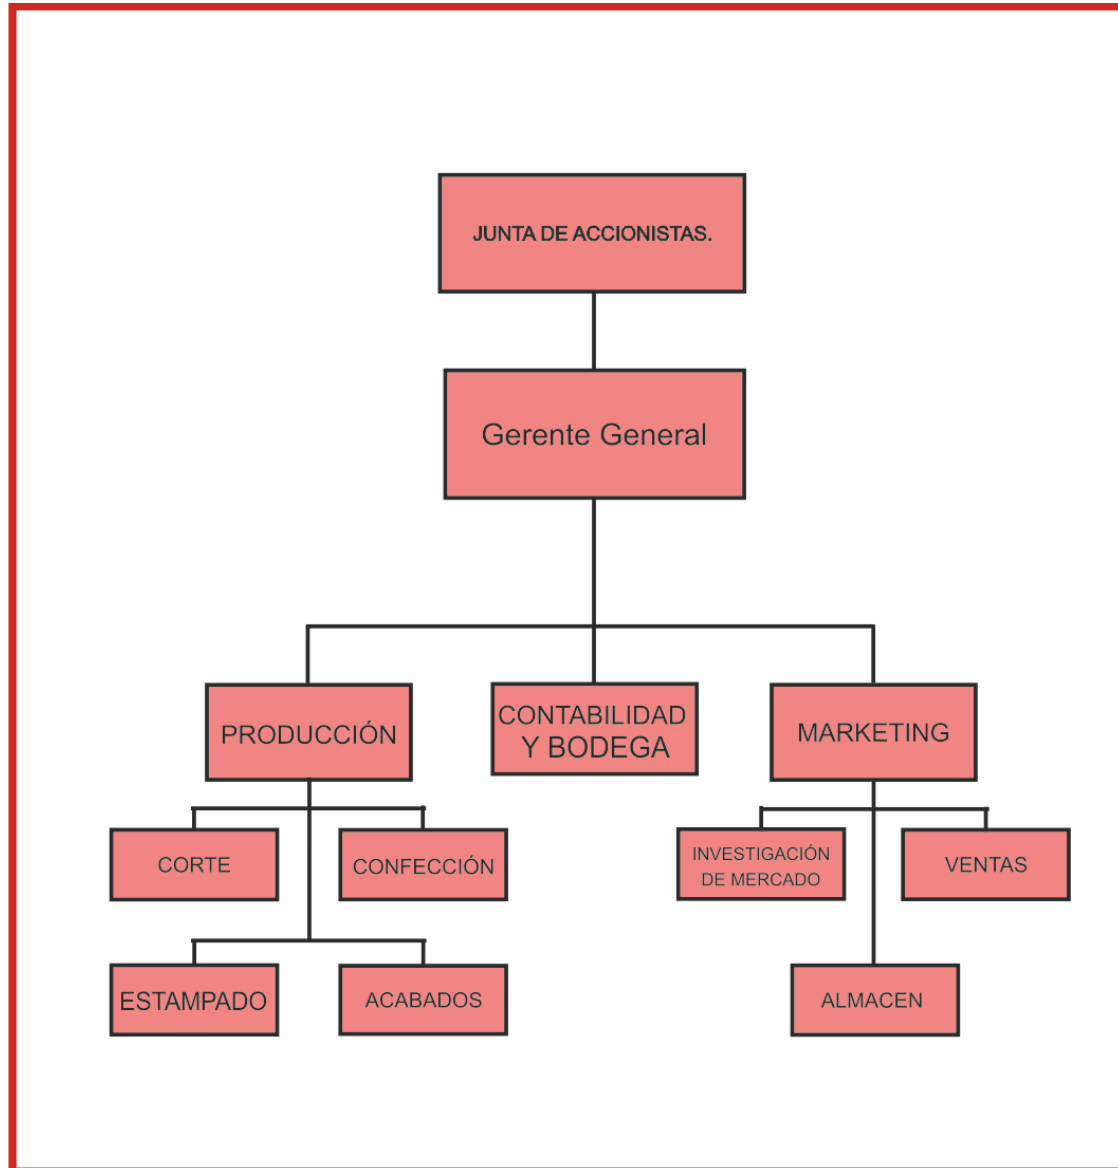 JUNTA DE ACCIONISTAS.
Gerente General
PRODUCCIÓN
CONTABILIDAD
Y BODEGA
MARKETING
CORTE
CONFECCIÓN
INVESTIGACIÓN
DE MERCADO
VENTAS
ESTAMPADO
ACABADOS
ALMACEN